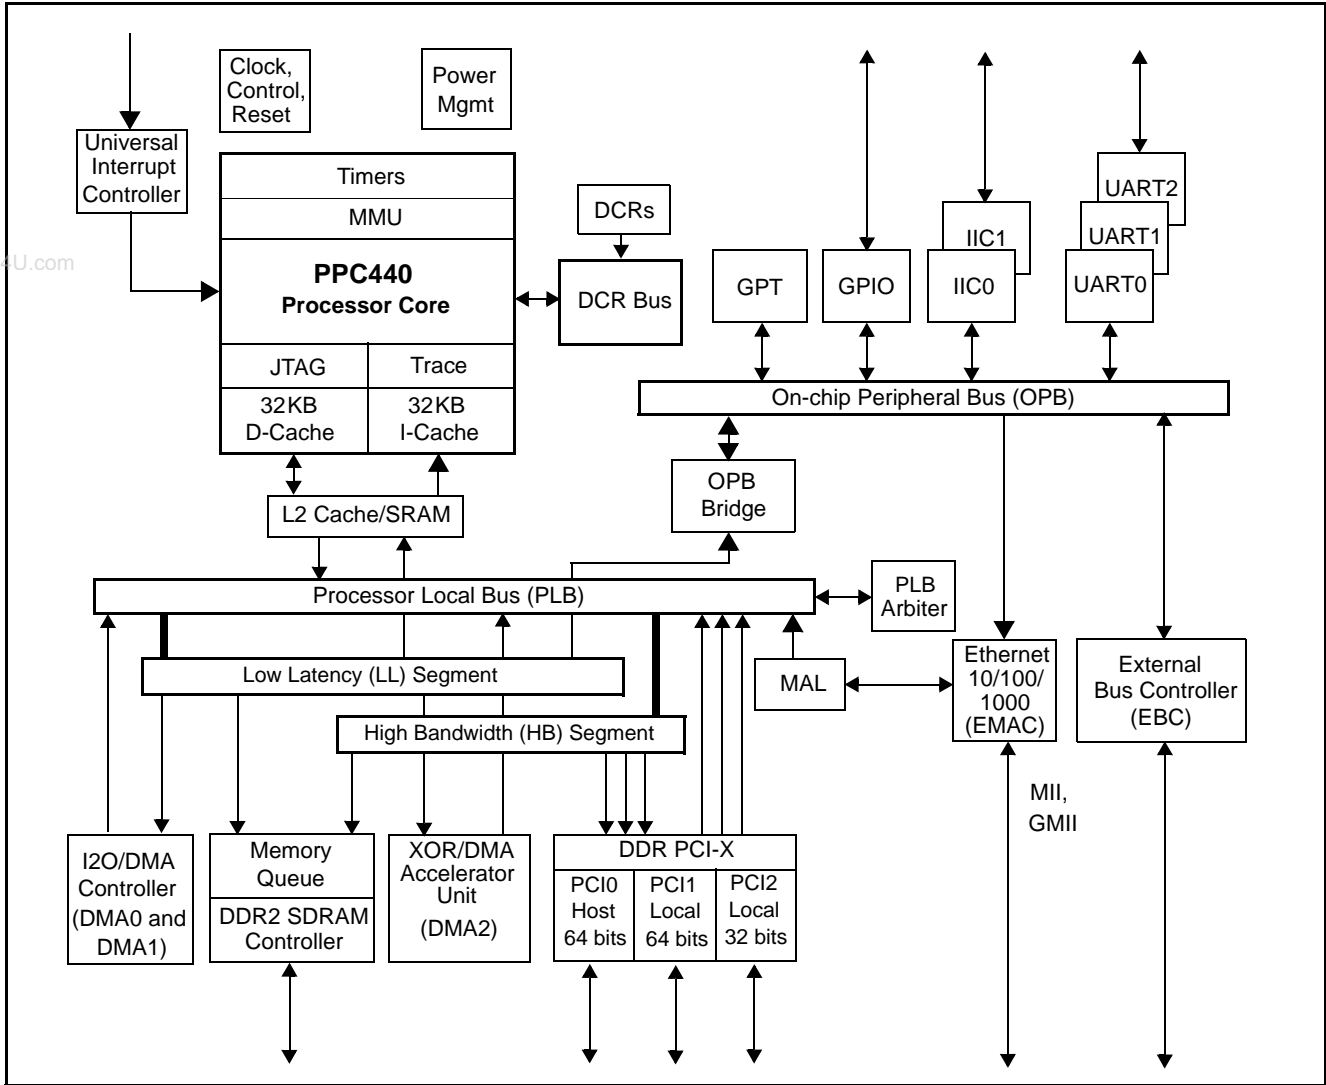 Clock,
Control,
Reset
Power
Mgmt
Universal
Interrupt
Controller
Timers
MMU
PPC440
Processor Core
JTAG
Trace
32KB
D-Cache
32KB
I-Cache
DCRs
DCR Bus
4U.com
GPT
GPIO
IIC1
IIC0
UART2
UART1
UART0
On-chip Peripheral Bus (OPB)
L2 Cache/SRAM
OPB
Bridge
Processor Local Bus (PLB)
PLB
Arbiter
Low Latency (LL) Segment
High Bandwidth (HB) Segment
MAL
Ethernet
10/100/
1000
(EMAC)
External
Bus Controller
(EBC)
MII,
GMII
I2O/DMA
Controller
(DMA0 and
DMA1)
Memory
Queue
DDR2 SDRAM
Controller
XOR/DMA
Accelerator
Unit
(DMA2)
DDR PCI-X
PCI0
Host
64 bits
PCI1
Local
64 bits
PCI2
Local
32 bits